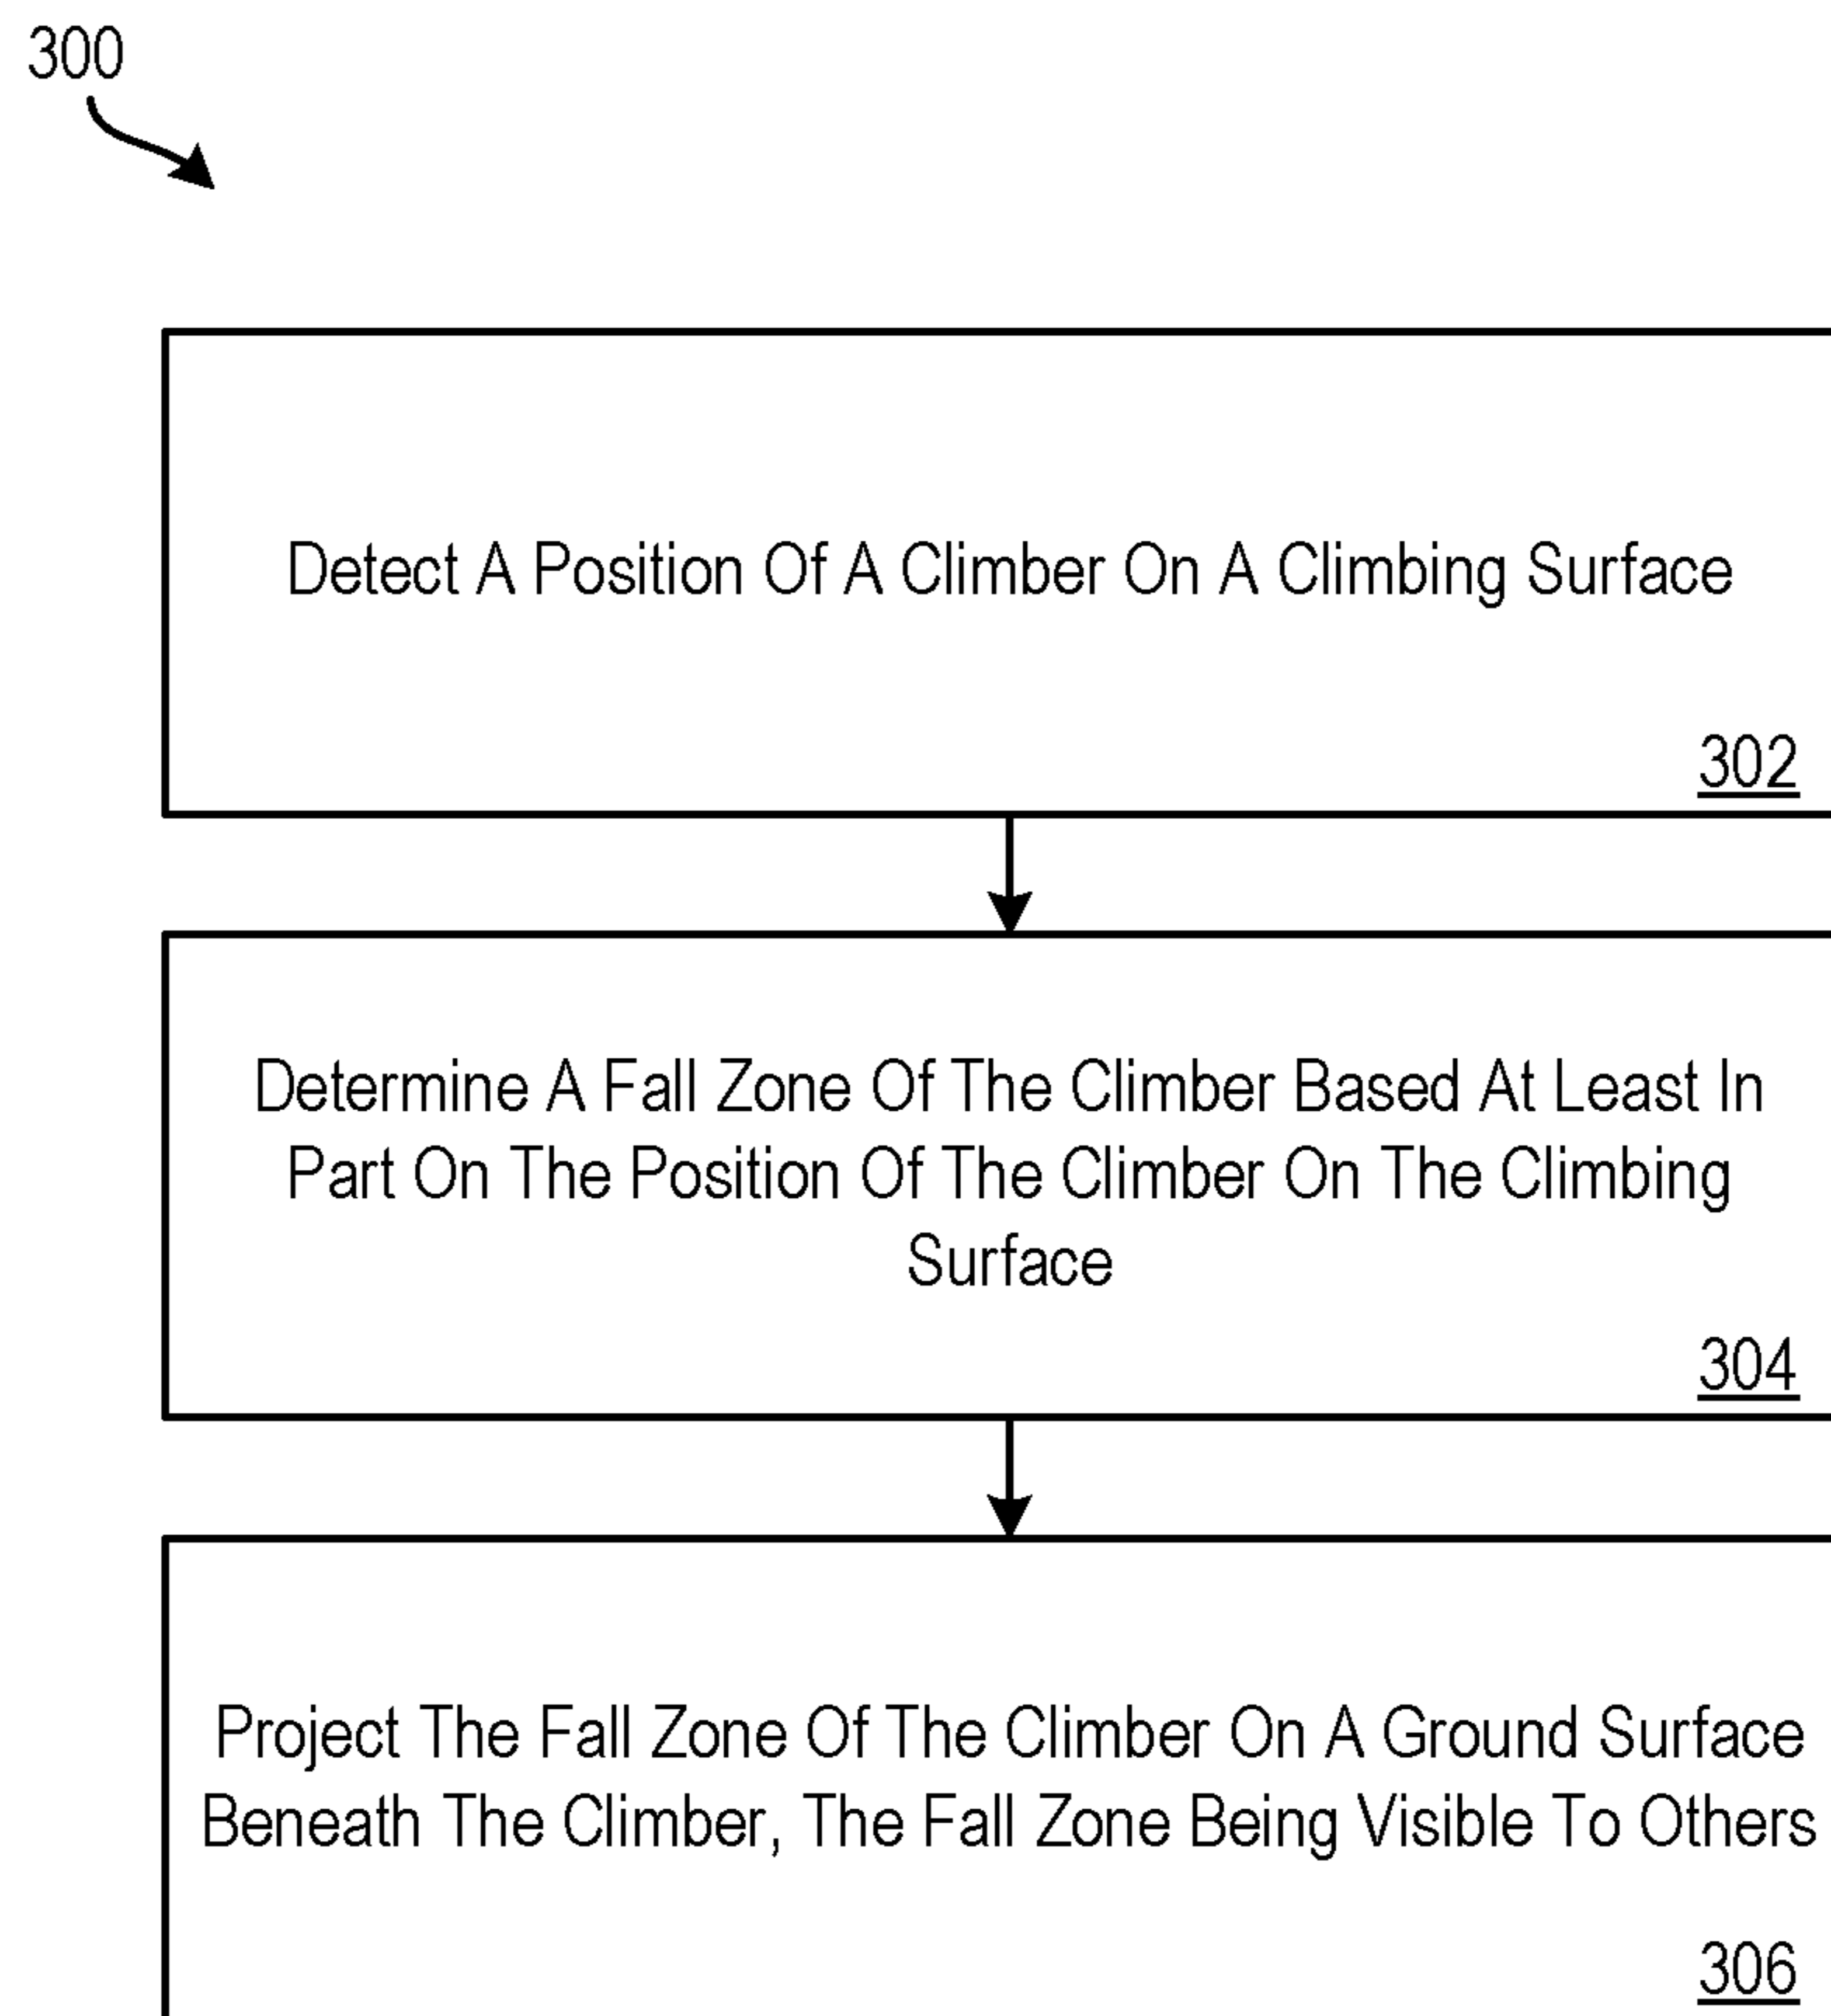 300
Detect A Position Of A Climber On A Climbing Surface
302
Determine A Fall Zone Of The Climber Based At Least In
Part On The Position Of The Climber On The Climbing
Surface
304
Project The Fall Zone Of The Climber On A Ground Surface
Beneath The Climber, The Fall Zone Being Visible To Others
306